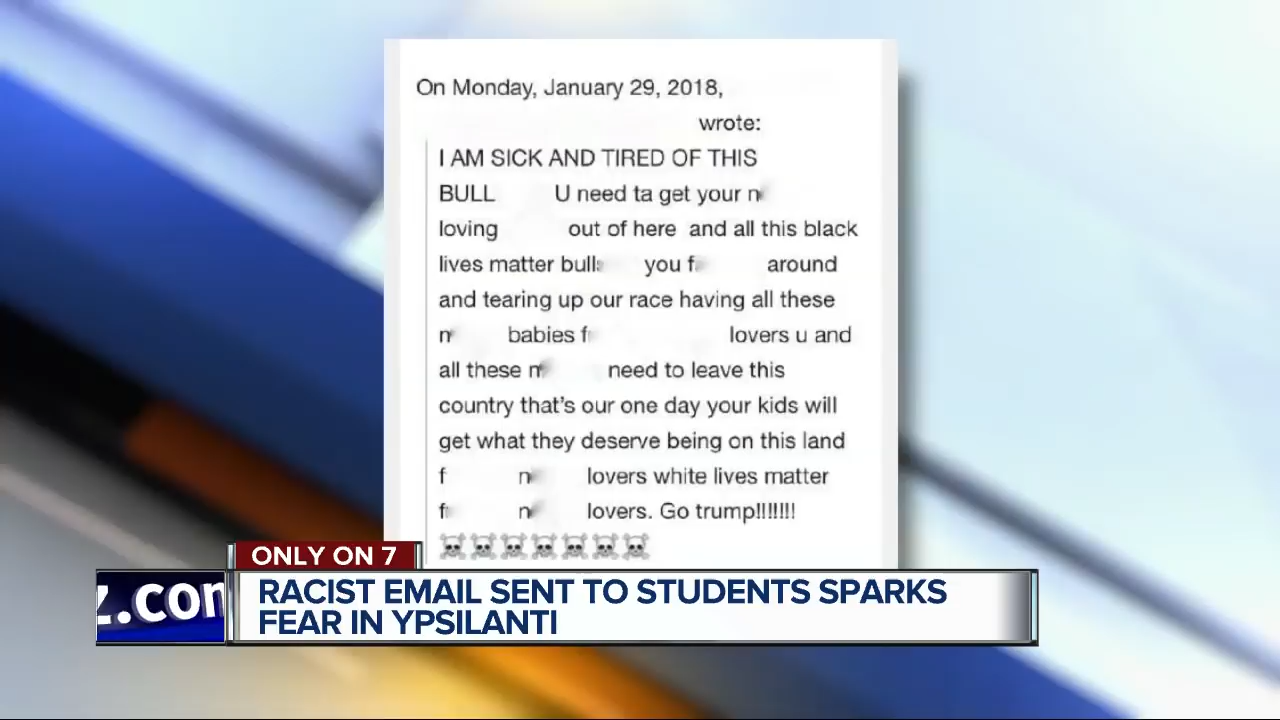 On Monday, January 29, 2018,
wrote:
I AM SICK AND TIRED OF THIS
BULL U need ta get your n
loving out of here and all this black
lives matter bulls you f around
and tearing up our race having all these
n babies f lovers u and
all these n need to leave this
country that's our one day your kids will
get what they deserve being on this land
f n lovers white lives matter
f n lovers. Go trump!!!!!!!
☠☠☠☠☠☠☠
ONLY ON 7
z.con
RACIST EMAIL SENT TO STUDENTS SPARKS
FEAR IN YPSILANTI